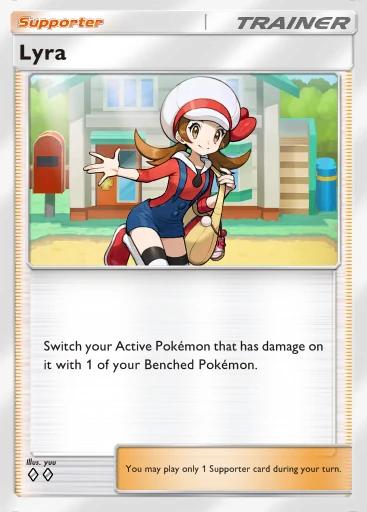 Supporter
TRAINER
Lyra
Switch your Active Pokémon that has damage on
it with 1 of your Benched Pokémon.
Illus. yuu
You may play only 1 Supporter card during your turn.